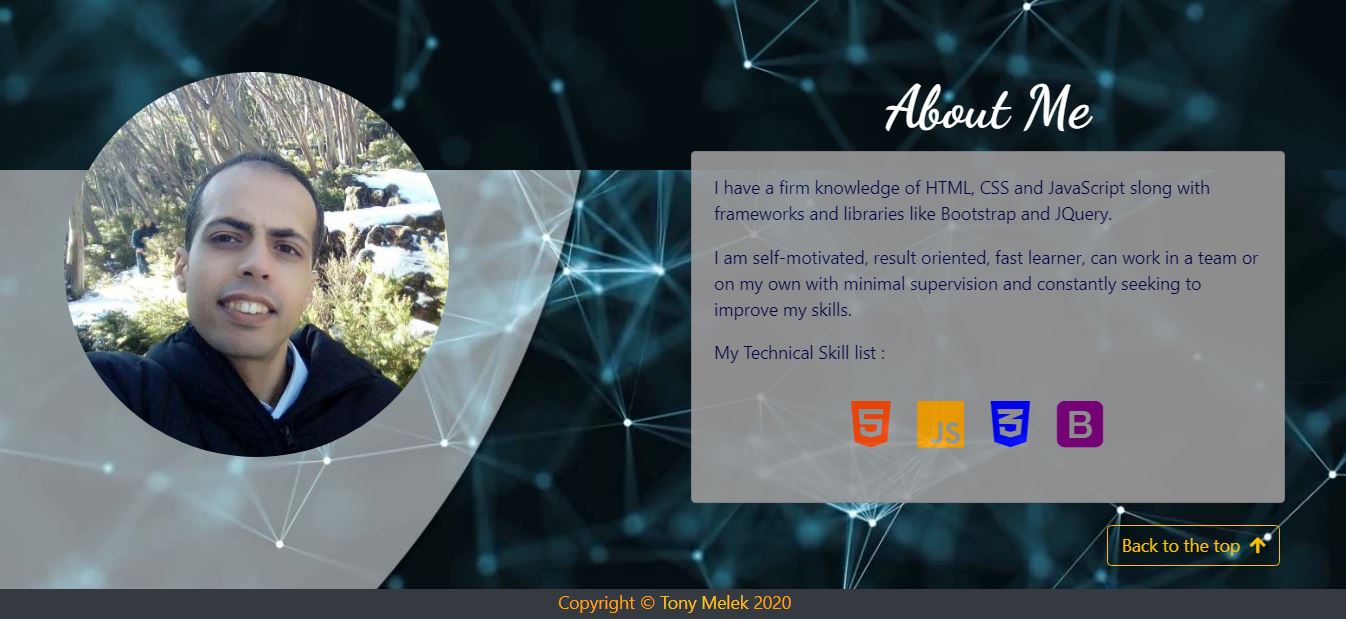 About Me
I have a firm knowledge of HTML, CSS and JavaScript slong with
frameworks and libraries like Bootstrap and JQuery.
I am self-motivated, result oriented, fast learner, can work in a team or
on my own with minimal supervision and constantly seeking to
improve my skills.
My Technical Skill list :
5 JS 3 B
Back to the top
Copyright © Tony Melek 2020